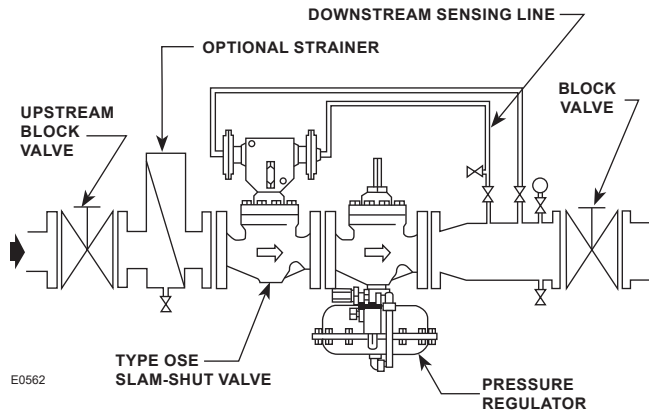 DOWNSTREAM SENSING LINE
OPTIONAL STRAINER
UPSTREAM
BLOCK
VALVE
BLOCK
VALVE
TYPE OSE
SLAM-SHUT VALVE
PRESSURE
REGULATOR
E0562